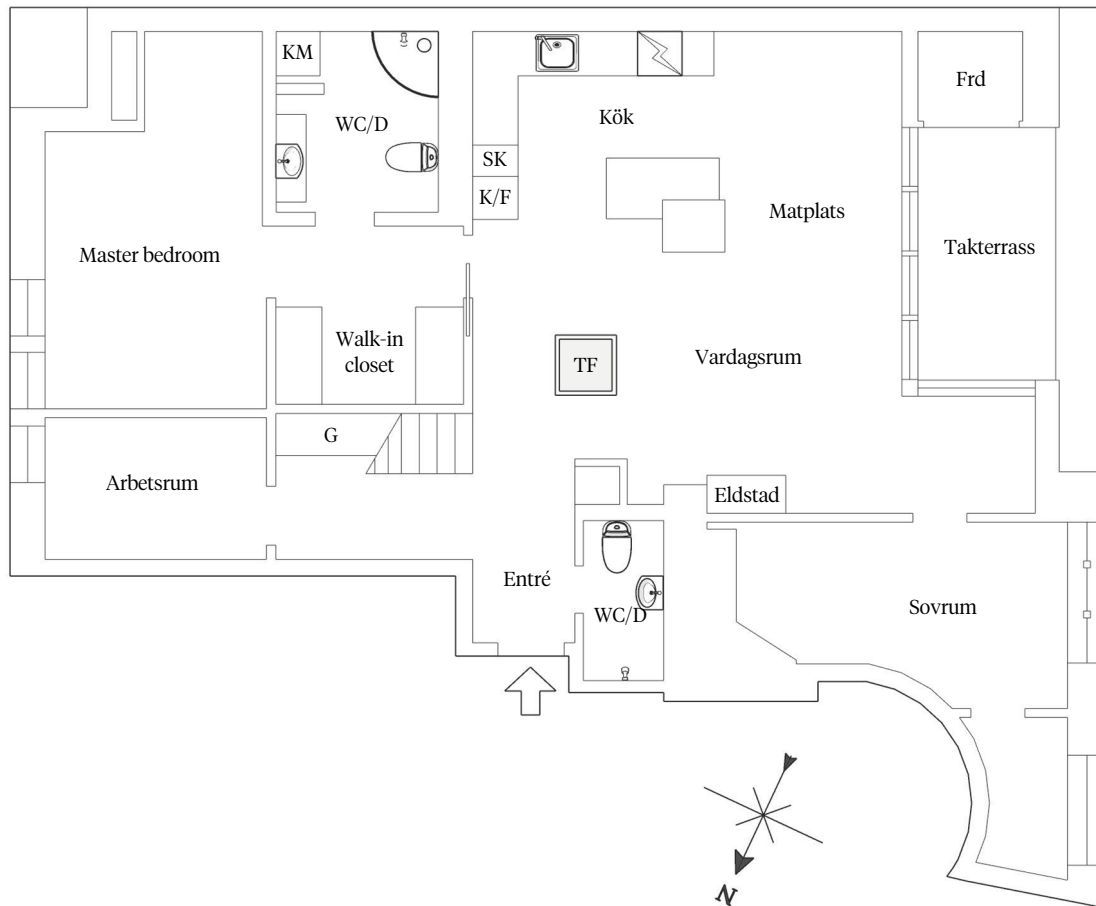 KM
Frd
Kök
WC/D
SK
K/F
Matplats
Master bedroom
Takterrass
Walk-in
closet
TF
Vardagsrum
G
Arbetsrum
Eldstad
Entré
WC/D
Sovrum
N